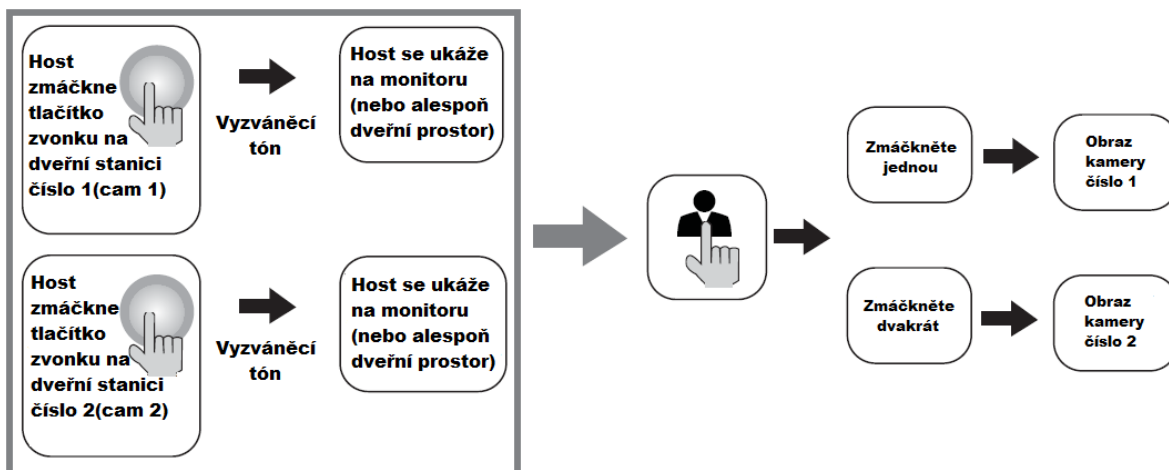 Host
zmáčkne
tlačítko
zvonku na
dveřní stanici
číslo 1(cam 1)
Vyzváněcí
tón
Host se ukáže
na monitoru
(nebo alespoň
dveřní prostor)
Host
zmáčkne
tlačítko
zvonku na
dveřní stanici
číslo 2(cam 2)
Vyzváněcí
tón
Host se ukáže
na monitoru
(nebo alespoň
dveřní prostor)
Zmáčkněte
jednou
Obraz
kamery
číslo 1
Zmáčkněte
dvakrát
Obraz
kamery
číslo 2